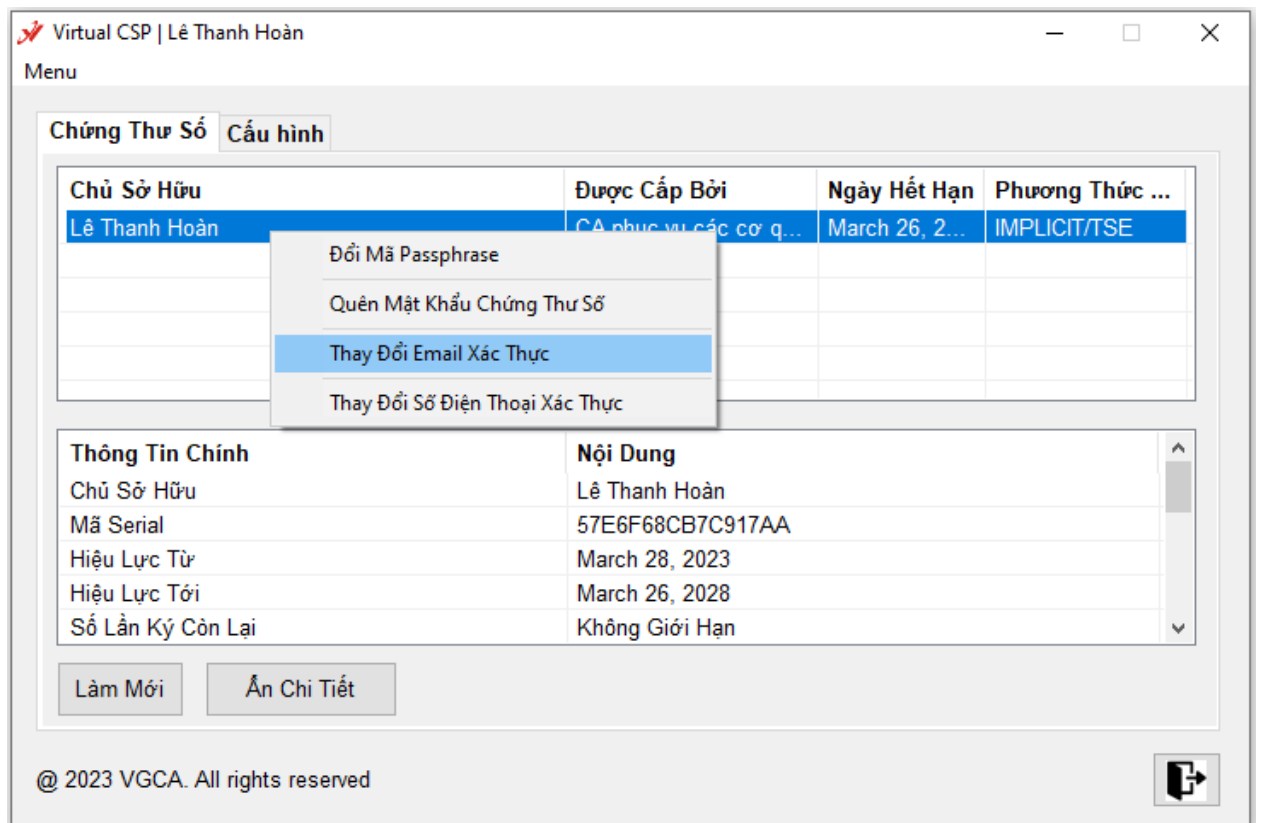 Virtual CSP | Lê Thanh Hoàn
Menu
Chứng Thư Số Cấu hình
Chủ Sở Hữu Được Cấp Bởi Ngày Hết Hạn Phương Thức ...
Lê Thanh Hoàn CA phục vụ các cơ q... March 26, 2... IMPLICIT/TSE
Đổi Mã Passphrase
Quên Mật Khẩu Chứng Thư Số
Thay Đổi Email Xác Thực
Thay Đổi Số Điện Thoại Xác Thực
Thông Tin Chính Nội Dung
Chủ Sở Hữu Lê Thanh Hoàn
Mã Serial 57E6F68CB7C917AA
Hiệu Lực Từ March 28, 2023
Hiệu Lực Tới March 26, 2028
Số Lần Ký Còn Lại Không Giới Hạn
Làm Mới Ẩn Chi Tiết
@ 2023 VGCA. All rights reserved